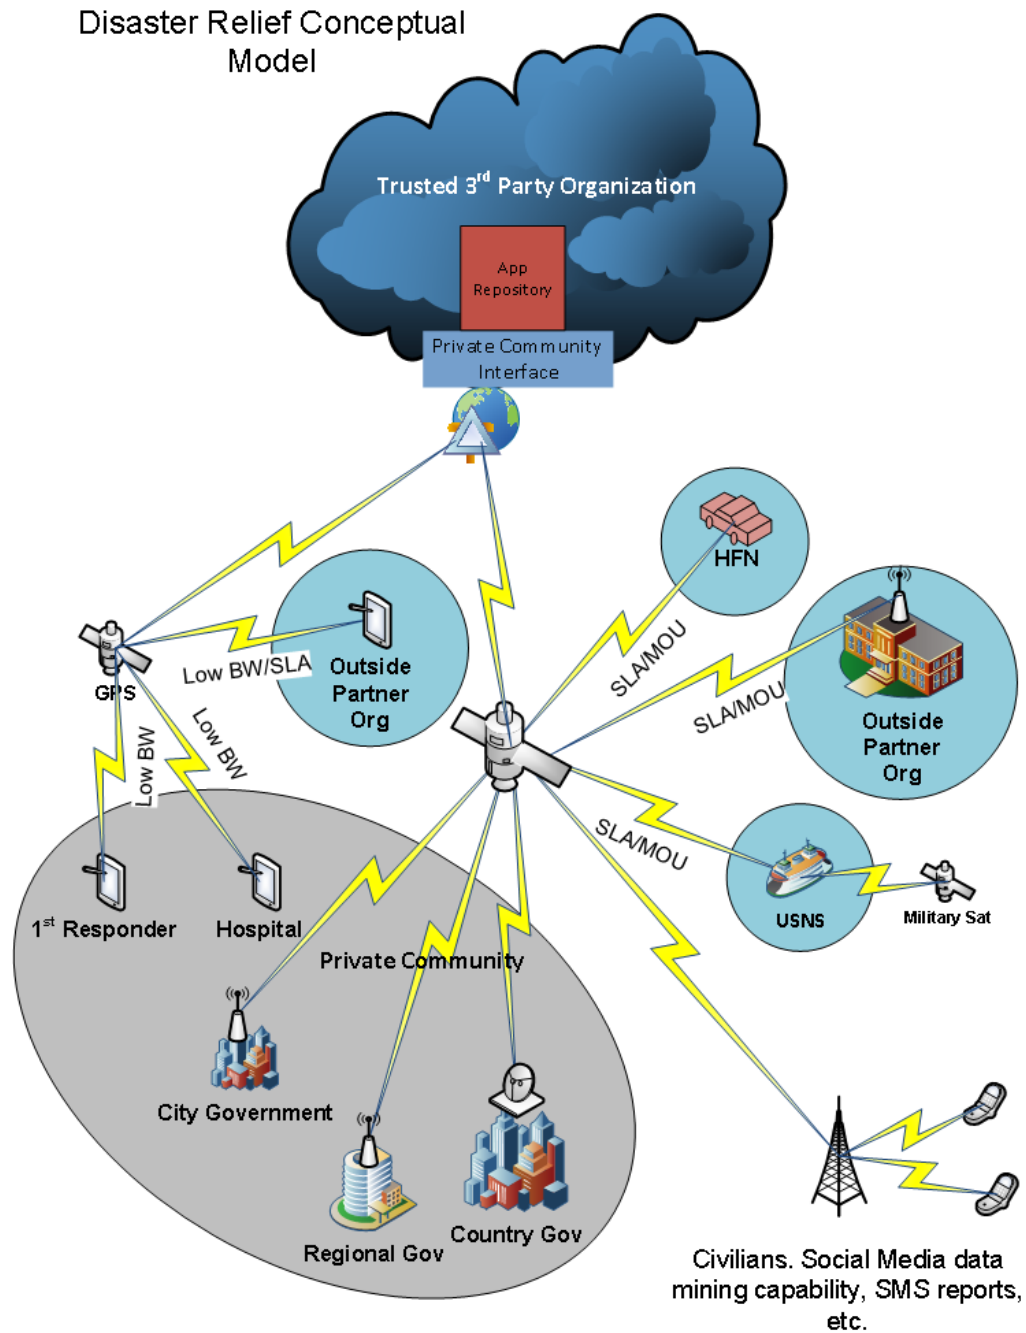 Disaster Relief Conceptual
Model
Trusted 3rd Party Organization
App
Repository
Private Community
Interface
HFN
SLA/MOU
Outside
Partner
Org
SLA/MOU
GPS
Low BW/SLA
Outside
Partner
Org
Low BW
Low BW
SLA/MOU
USNS
Military Sat
1st Responder
Hospital
Private Community
City Government
Regional Gov
Country Gov
Civilians. Social Media data
mining capability, SMS reports,
etc.